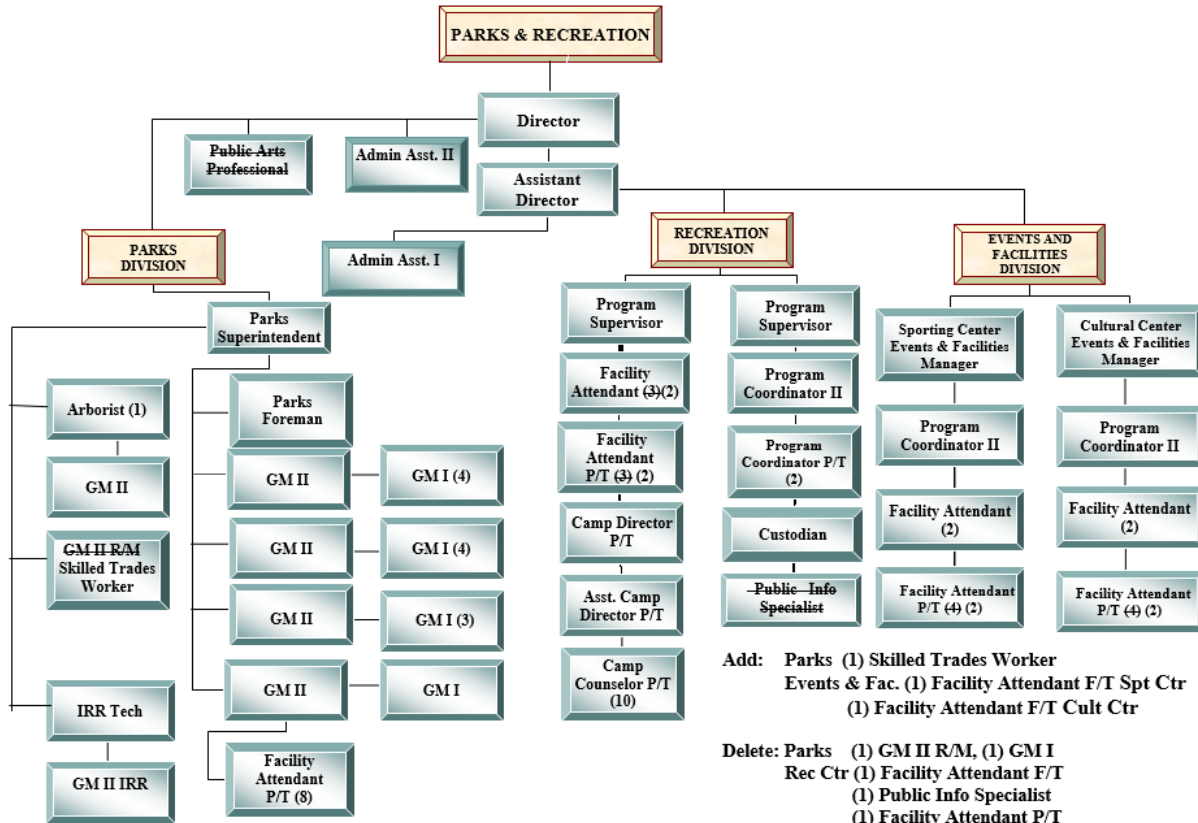 PARKS & RECREATION
Director
Public Arts
Professional
Admin Asst. II
Assistant
Director
PARKS
DIVISION
Admin Asst. I
RECREATION
DIVISION
EVENTS AND
FACILITIES
DIVISION
Parks
Superintendent
Arborist (1)
GM II
GM II R/M
Skilled Trades
Worker
IRR Tech
GM II IRR
Parks
Foreman
GM II
GM I (4)
GM II
GM I (4)
GM II
GM I (3)
GM II
GM I
Facility
Attendant
P/T (8)
Program
Supervisor
Facility
Attendant (3)(2)
Facility
Attendant
P/T (3) (2)
Camp Director
P/T
Asst. Camp
Director P/T
Camp
Counselor P/T
(10)
Program
Supervisor
Program
Coordinator II
Program
Coordinator P/T
(2)
Custodian
Public Info
Specialist
Sporting Center
Events & Facilities
Manager
Program
Coordinator II
Facility Attendant
(2)
Facility Attendant
P/T (4) (2)
Cultural Center
Events & Facilities
Manager
Program
Coordinator II
Facility Attendant
(2)
Facility Attendant
P/T (4) (2)
Add: Parks (1) Skilled Trades Worker
Events & Fac. (1) Facility Attendant F/T Spt Ctr
(1) Facility Attendant F/T Cult Ctr
Delete: Parks (1) GM II R/M, (1) GM I
Rec Ctr (1) Facility Attendant F/T
(1) Public Info Specialist
(1) Facility Attendant P/T